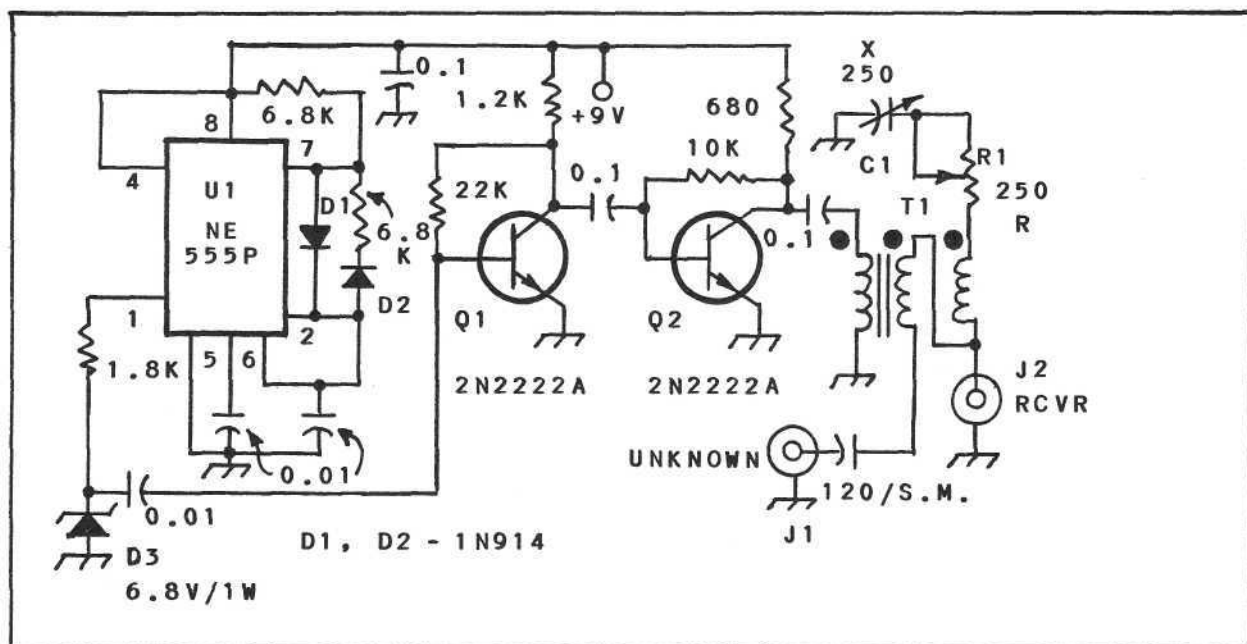 X
250
0.1
1.2K
+9V
680
6.8K
8
7
4
U1
NE
555P
D1
6.8
K
D2
22K
0.1
10K
C1
R1
250
R
T1
0.1
1
2
5
6
1.8K
Q1
Q2
2N2222A
2N2222A
J2
RCVR
UNKNOWN
120/S.M.
J1
0.01
0.01
D3
6.8V/1W
D1, D2 - 1N914